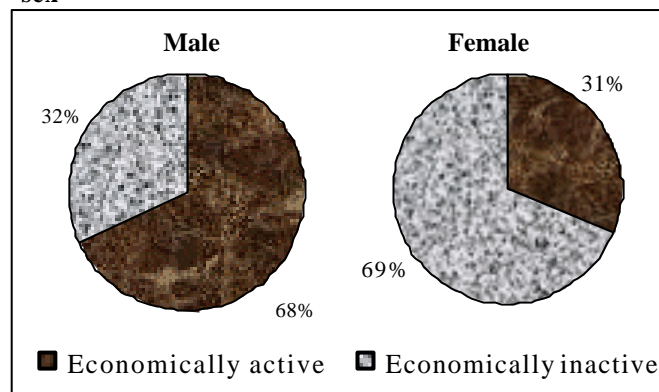 sex
Male Female
31%
32%
69%
68%
Economically active Economically inactive